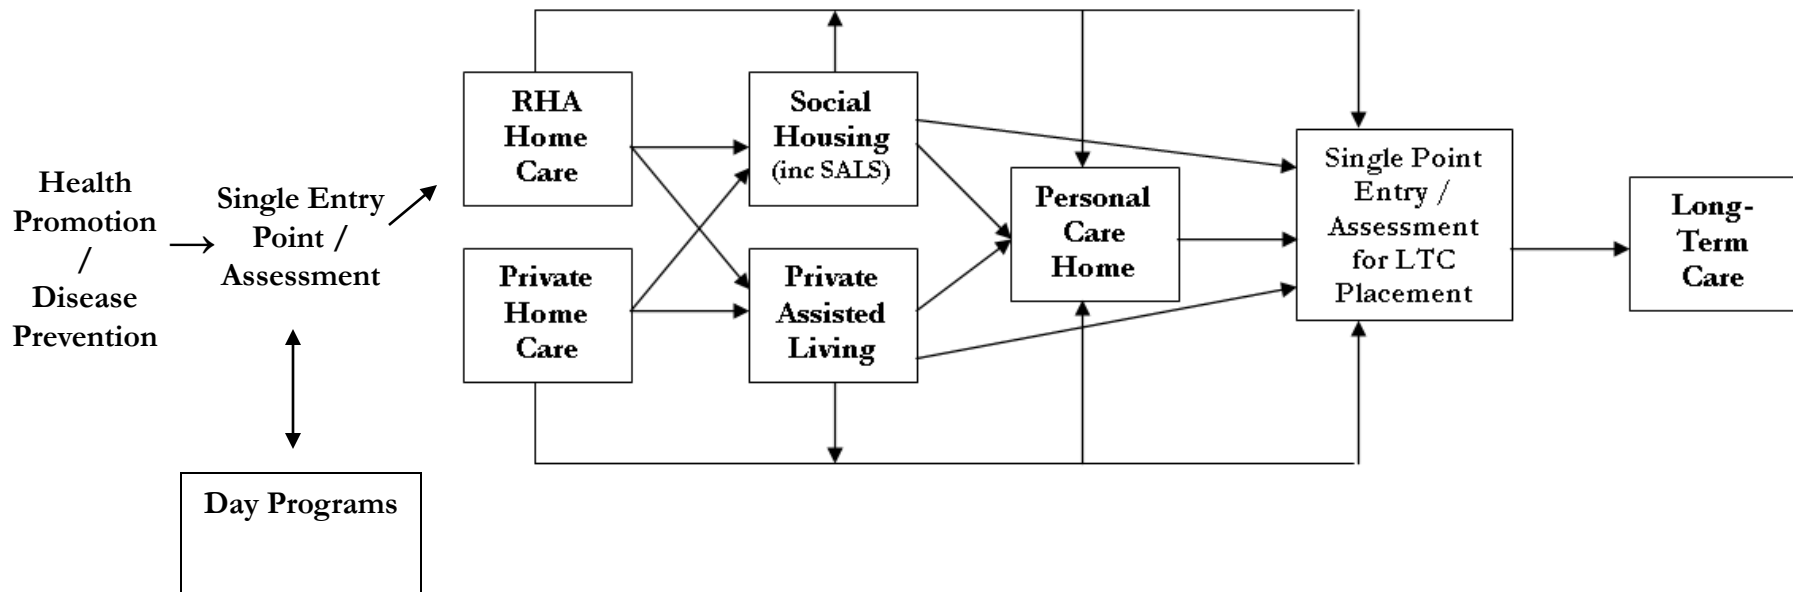 Health
Promotion
/
Disease
Prevention
Single Entry
Point /
Assessment
Day Programs
RHA
Home
Care
Private
Home
Care
Social
Housing
(inc SALS)
Private
Assisted
Living
Personal
Care
Home
Single Point
Entry /
Assessment
for LTC
Placement
Long-
Term
Care